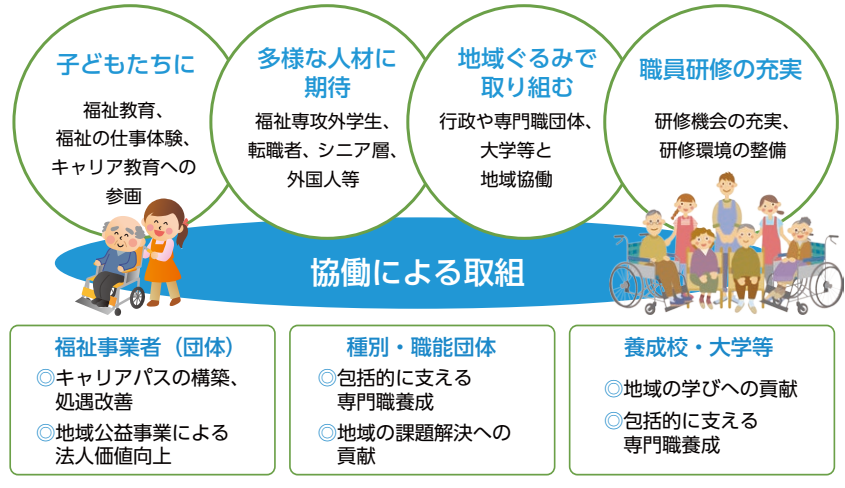 子どもたちに
福祉教育、
福祉の仕事体験、
キャリア教育への
参画
多様な人材に
期待
福祉専攻外学生、
転職者、シニア層、
外国人等
地域ぐるみで
取り組む
行政や専門職団体、
大学等と
地域協働
職員研修の充実
研修機会の充実、
研修環境の整備
協働による取組
福祉事業者（団体）
◎キャリアパスの構築、
処遇改善
◎地域公益事業による
法人価値向上
種別・職能団体
◎包括的に支える
専門職養成
◎地域の課題解決への
貢献
養成校・大学等
◎地域の学びへの貢献
◎包括的に支える
専門職養成